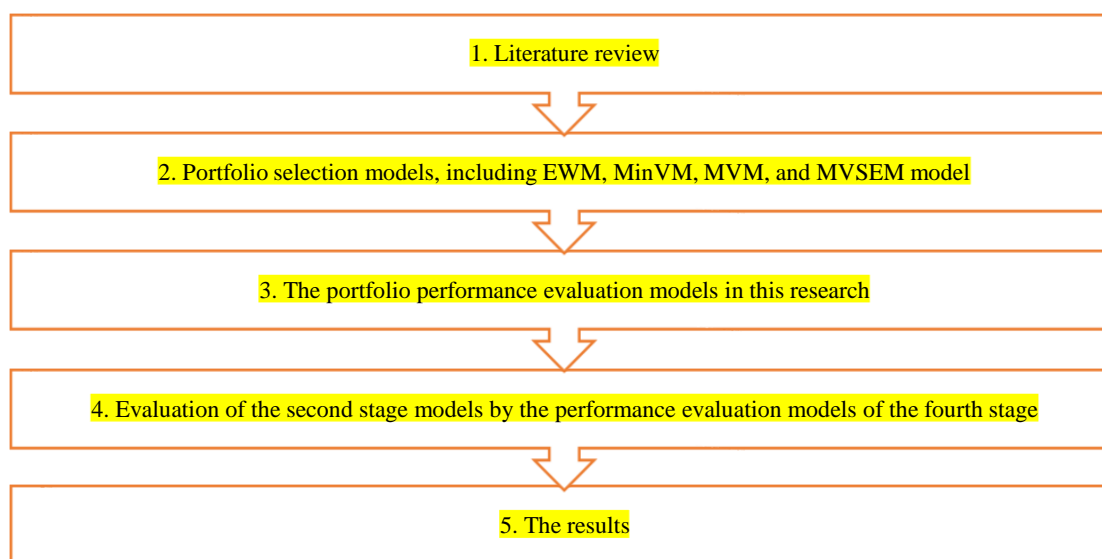 1. Literature review
2. Portfolio selection models, including EWM, MinVM, MVM, and MVSEM model
3. The portfolio performance evaluation models in this research
4. Evaluation of the second stage models by the performance evaluation models of the fourth stage
5. The results